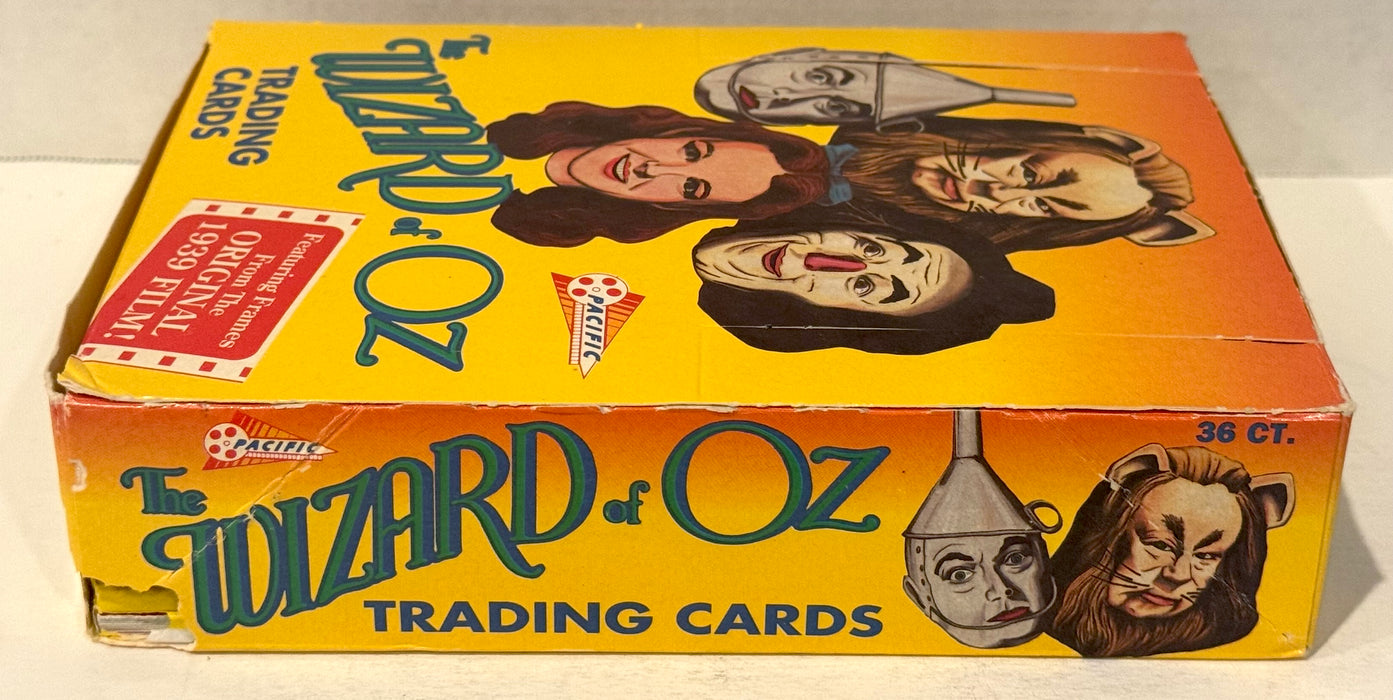 The
WIZARD
of OZ
TRADING
CARDS
Featuring Frames
From The
ORIGINAL
1939 FILM!
PACIFIC
PACIFIC
36 CT.
The
WIZARD of OZ
TRADING CARDS